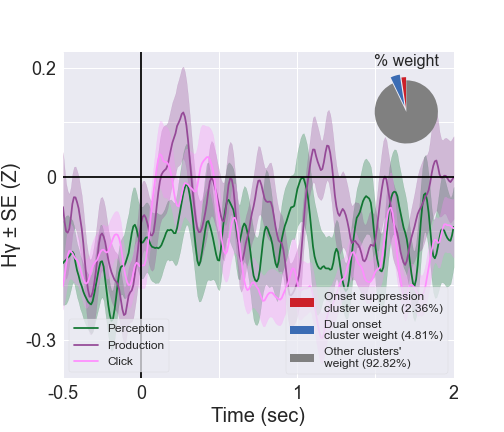 % weight
0.2
0
-0.3
Hγ ± SE (Z)
Perception
Production
Click
Onset suppression
cluster weight (2.36%)
Dual onset
cluster weight (4.81%)
Other clusters'
weight (92.82%)
-0.5
0
1
2
Time (sec)